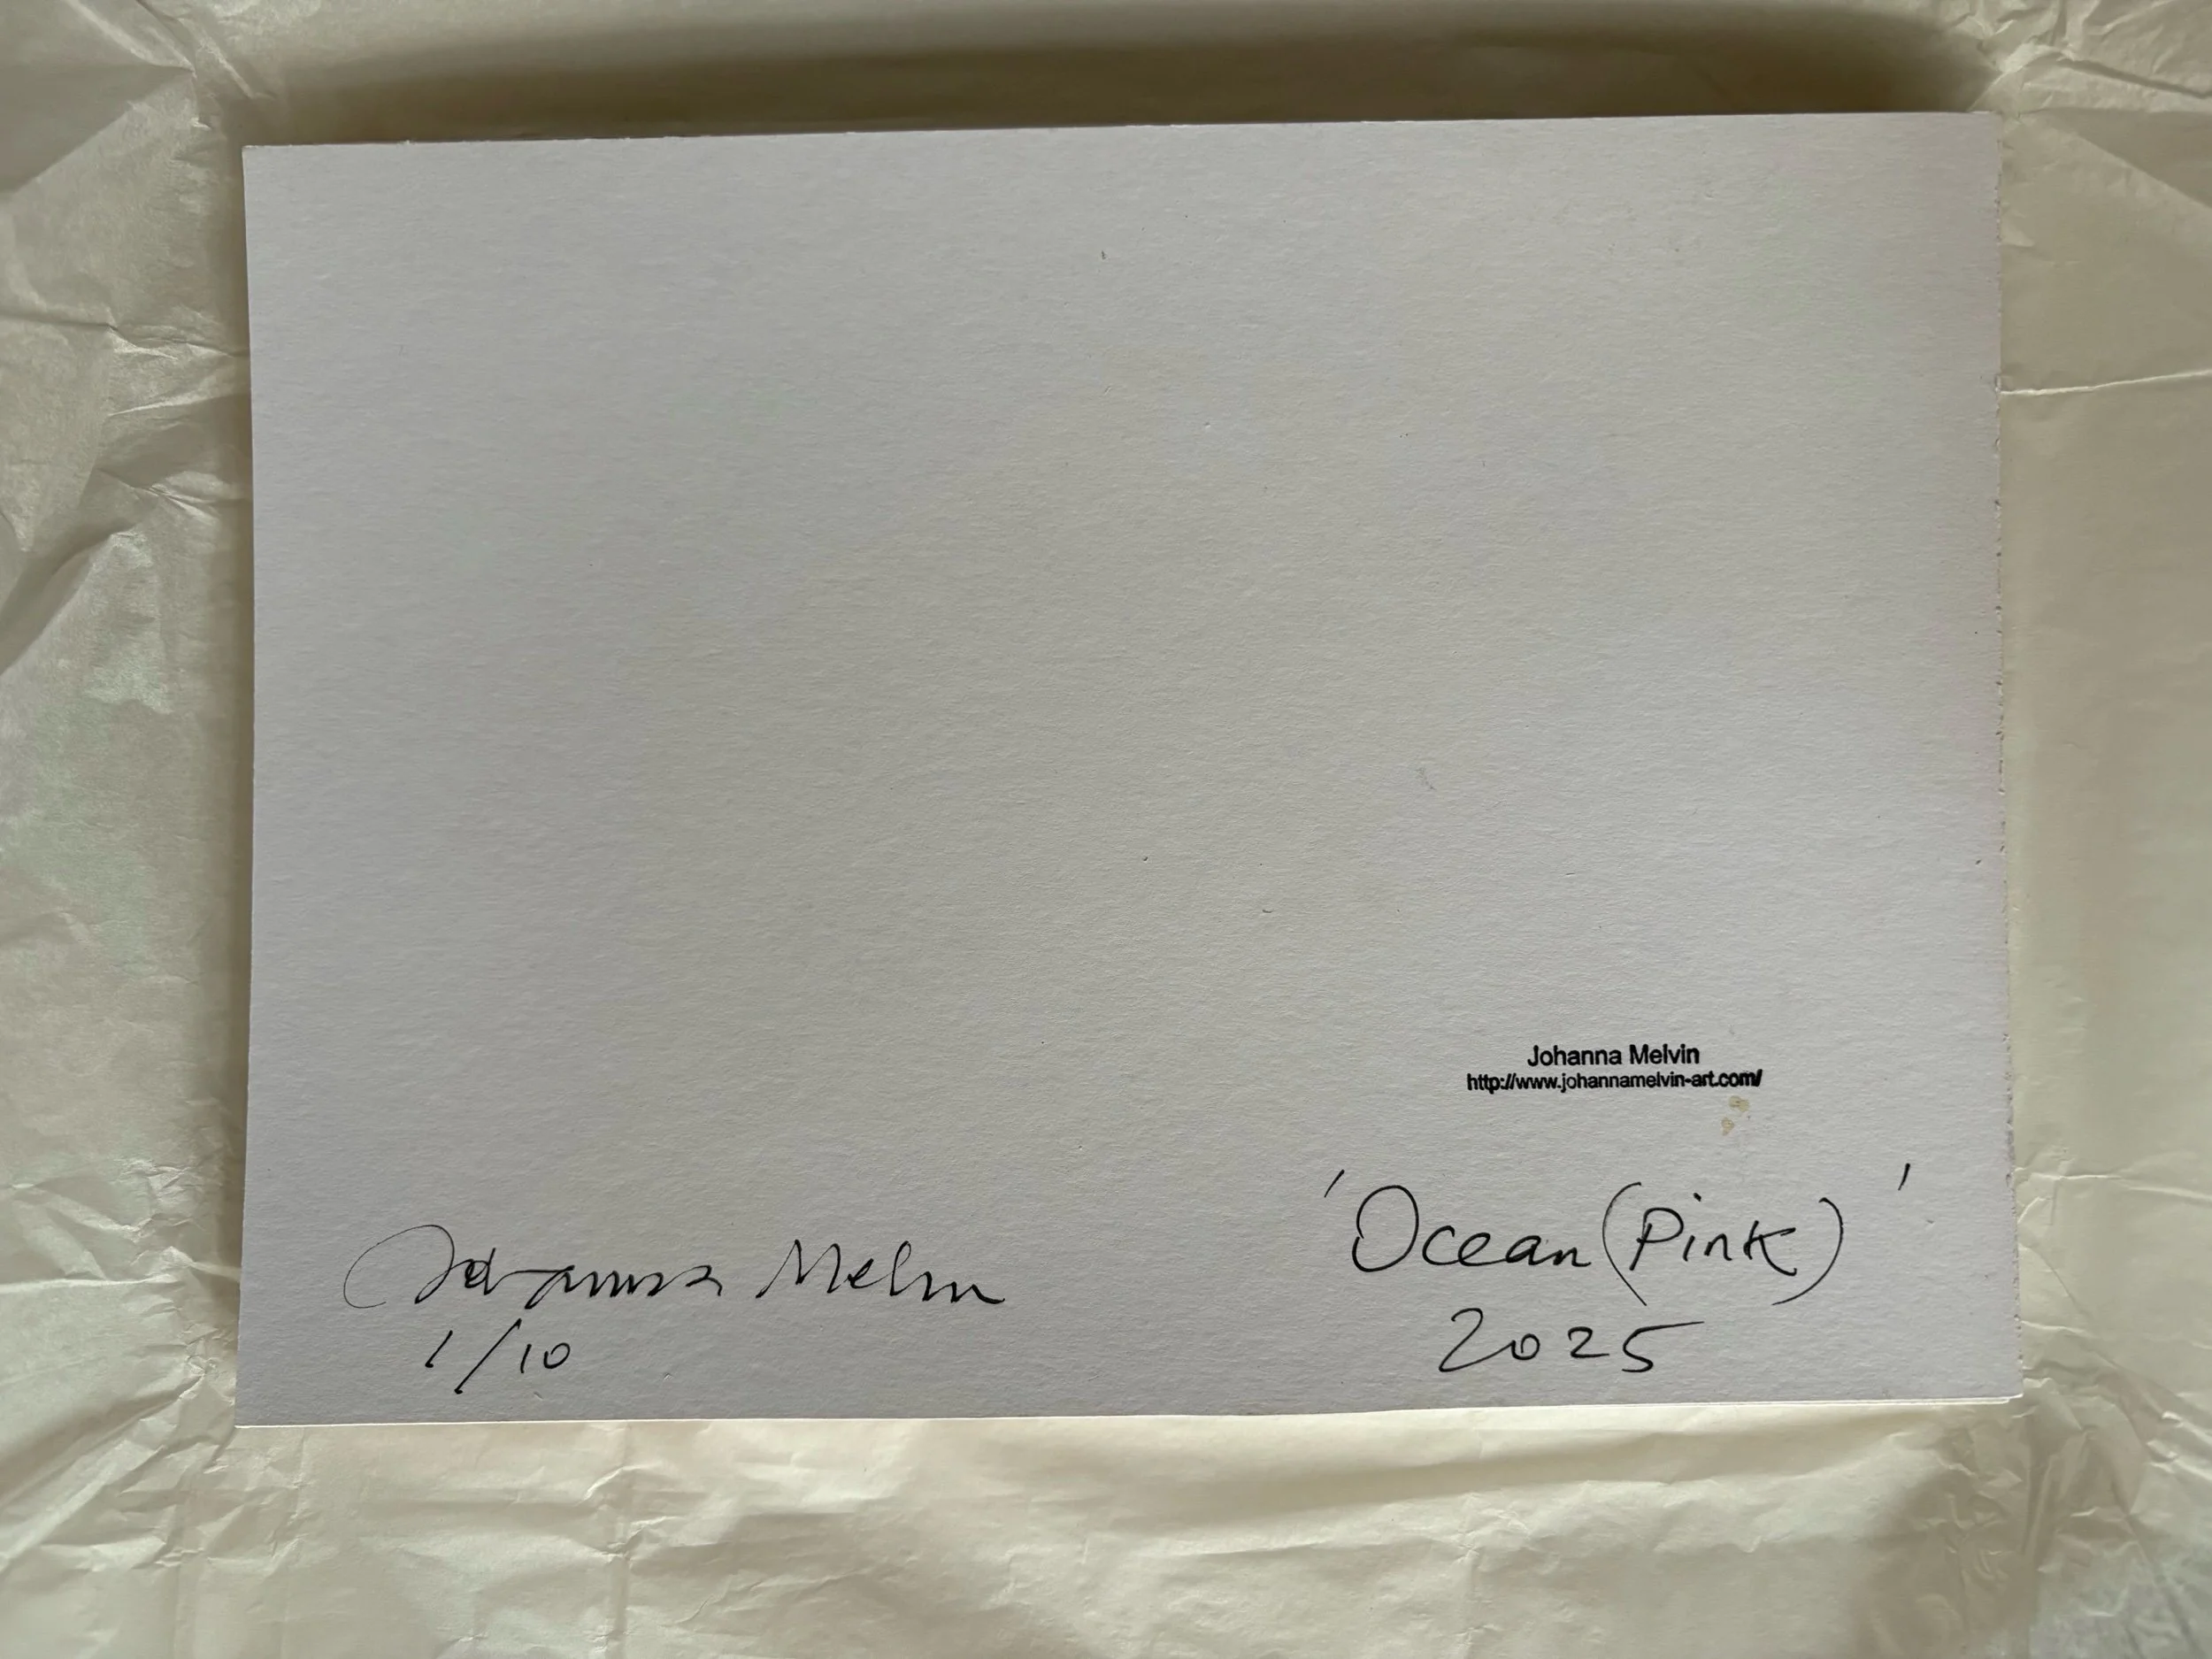 Johanna Melvin
http://www.johannamelvin-art.com/
'Ocean (Pink)'
2025
Johanna Melvin
1/10